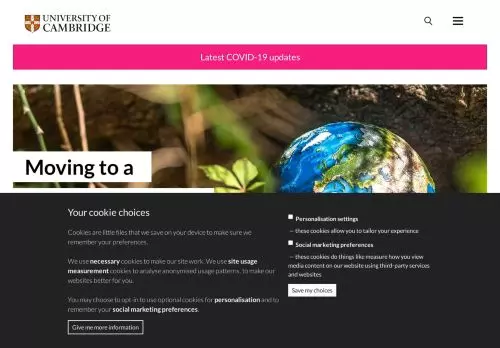 UNIVERSITY OF
CAMBRIDGE
Latest COVID-19 updates
Moving to a
Your cookie choices
Cookies are little files that we save on your device to make sure we
remember your preferences.
We use necessary cookies to make our site work. We use site usage
measurement cookies to analyse anonymised usage patterns, to make our
websites better for you.
You may choose to opt-in to use optional cookies for personalisation and to
remember your social marketing preferences.
Give me more information
Personalisation settings
— these cookies allow you to tailor your experience
Social marketing preferences
— these cookies do things like measure how you view
media content on our website using third-party services
and websites
Save my choices